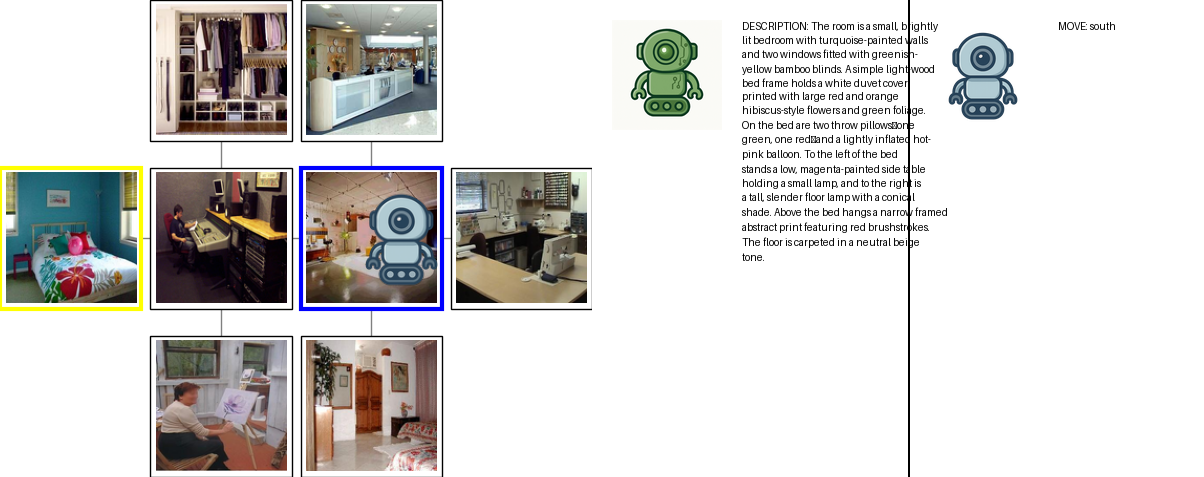 DESCRIPTION: The room is a small, brightly
lit bedroom with turquoise-painted walls
and two windows fitted with greenish-
yellow bamboo blinds. A simple light wood
bed frame holds a white duvet cover
printed with large red and orange
hibiscus-style flowers and green foliage.
On the bed are two throw pillows□one
green, one red□and a lightly inflated hot-
pink balloon. To the left of the bed
stands a low, magenta-painted side table
holding a small lamp, and to the right is
a tall, slender floor lamp with a conical
shade. Above the bed hangs a narrow framed
abstract print featuring red brushstrokes.
The floor is carpeted in a neutral beige
tone.
MOVE: south